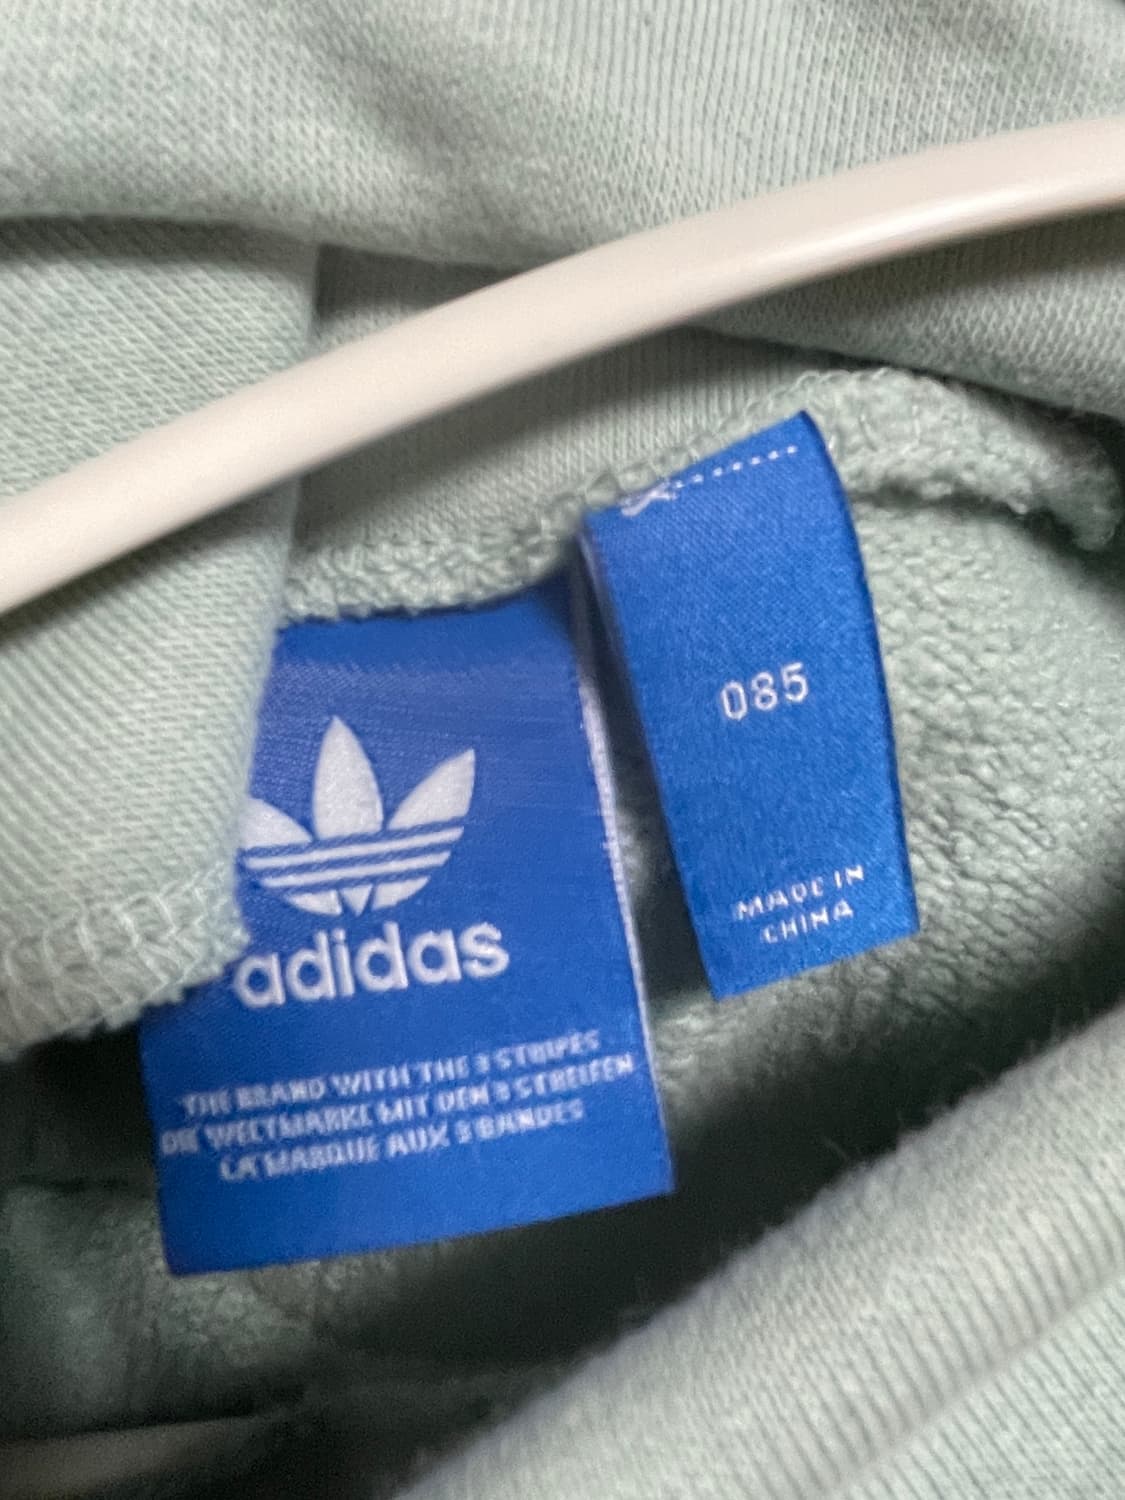 085
MADE IN
CHINA
adidas
THE BRAND WITH THE 3 STRIPES
DIE WELTMARKE MIT DEN 3 STREIFEN
LA MARQUE AUX 3 BANDES